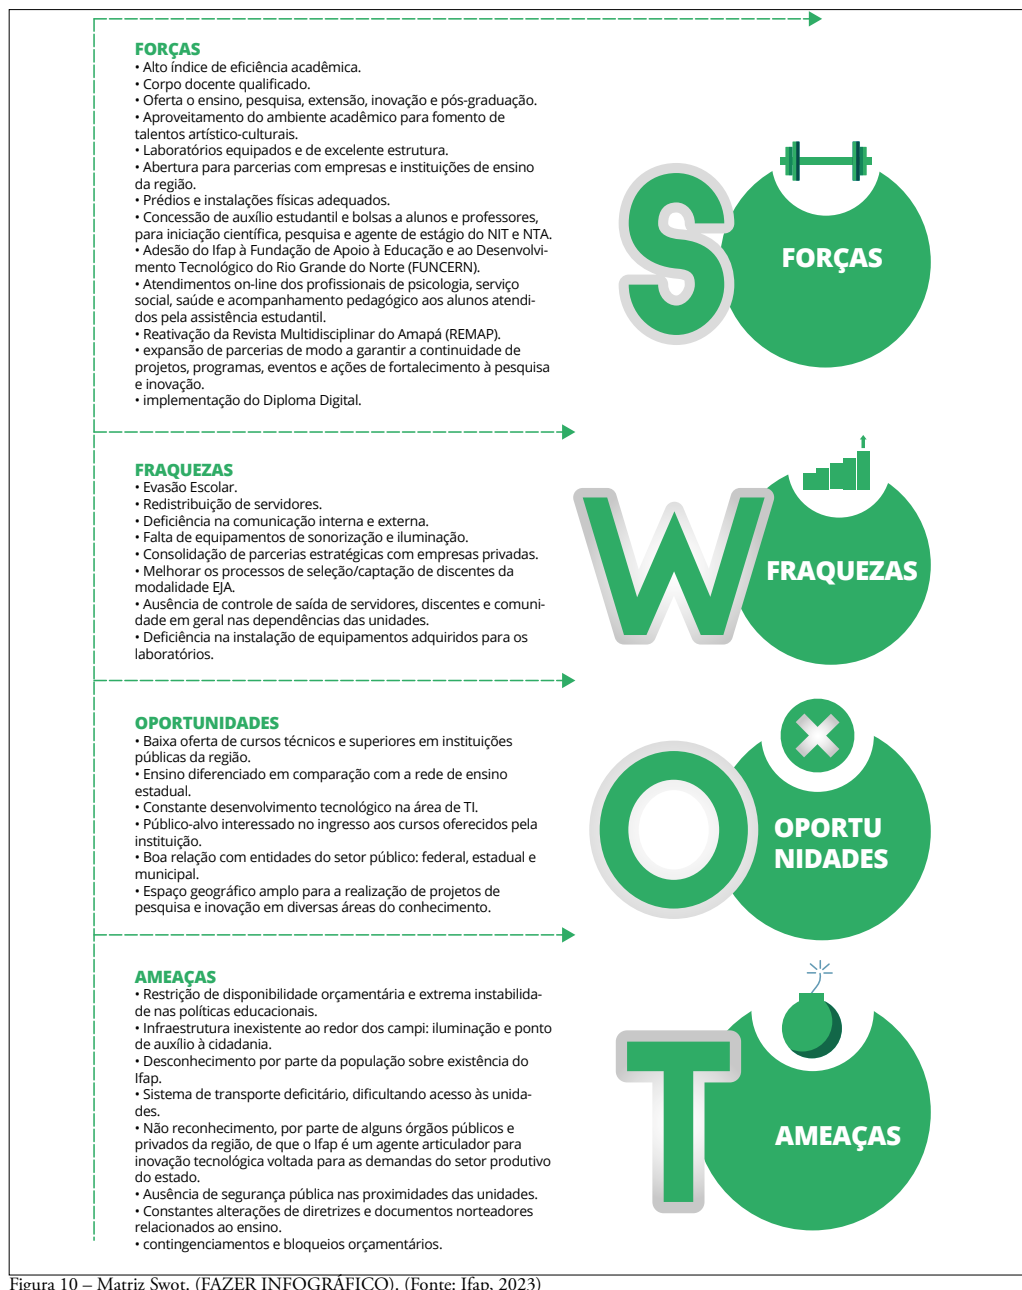 FORÇAS
• Alto índice de eficiência acadêmica.
• Corpo docente qualificado.
• Oferta o ensino, pesquisa, extensão, inovação e pós-graduação.
• Aproveitamento do ambiente acadêmico para fomento de
talentos artístico-culturais.
• Laboratórios equipados e de excelente estrutura.
• Abertura para parcerias com empresas e instituições de ensino
da região.
• Prédios e instalações físicas adequados.
• Concessão de auxílio estudantil e bolsas a alunos e professores,
para iniciação científica, pesquisa e agente de estágio do NIT e NTA.
• Adesão do Ifap à Fundação de Apoio à Educação e ao Desenvolvi-
mento Tecnológico do Rio Grande do Norte (FUNCERN).
• Atendimentos on-line dos profissionais de psicologia, serviço
social, saúde e acompanhamento pedagógico aos alunos atendi-
dos pela assistência estudantil.
• Reativação da Revista Multidisciplinar do Amapá (REMAP).
• expansão de parcerias de modo a garantir a continuidade de
projetos, programas, eventos e ações de fortalecimento à pesquisa
e inovação.
• implementação do Diploma Digital.
S
FORÇAS
FRAQUEZAS
• Evasão Escolar.
• Redistribuição de servidores.
• Deficiência na comunicação interna e externa.
• Falta de equipamentos de sonorização e iluminação.
• Consolidação de parcerias estratégicas com empresas privadas.
• Melhorar os processos de seleção/captação de discentes da
modalidade EJA.
• Ausência de controle de saída de servidores, discentes e comuni-
dade em geral nas dependências das unidades.
• Deficiência na instalação de equipamentos adquiridos para os
laboratórios.
W
FRAQUEZAS
OPORTUNIDADES
• Baixa oferta de cursos técnicos e superiores em instituições
públicas da região.
• Ensino diferenciado em comparação com a rede de ensino
estadual.
• Constante desenvolvimento tecnológico na área de TI.
• Público-alvo interessado no ingresso aos cursos oferecidos pela
instituição.
• Boa relação com entidades do setor público: federal, estadual e
municipal.
• Espaço geográfico amplo para a realização de projetos de
pesquisa e inovação em diversas áreas do conhecimento.
O
OPORTU
NIDADES
AMEAÇAS
• Restrição de disponibilidade orçamentária e extrema instabilida-
de nas políticas educacionais.
• Infraestrutura inexistente ao redor dos campi: iluminação e ponto
de auxílio à cidadania.
• Desconhecimento por parte da população sobre existência do
Ifap.
• Sistema de transporte deficitário, dificultando acesso às unida-
des.
• Não reconhecimento, por parte de alguns órgãos públicos e
privados da região, de que o Ifap é um agente articulador para
inovação tecnológica voltada para as demandas do setor produtivo
do estado.
• Ausência de segurança pública nas proximidades das unidades.
• Constantes alterações de diretrizes e documentos norteadores
relacionados ao ensino.
• contingenciamentos e bloqueios orçamentários.
T
AMEAÇAS
Figura 10 – Matriz Swot. (FAZER INFOGRÁFICO). (Fonte: Ifap, 2023)